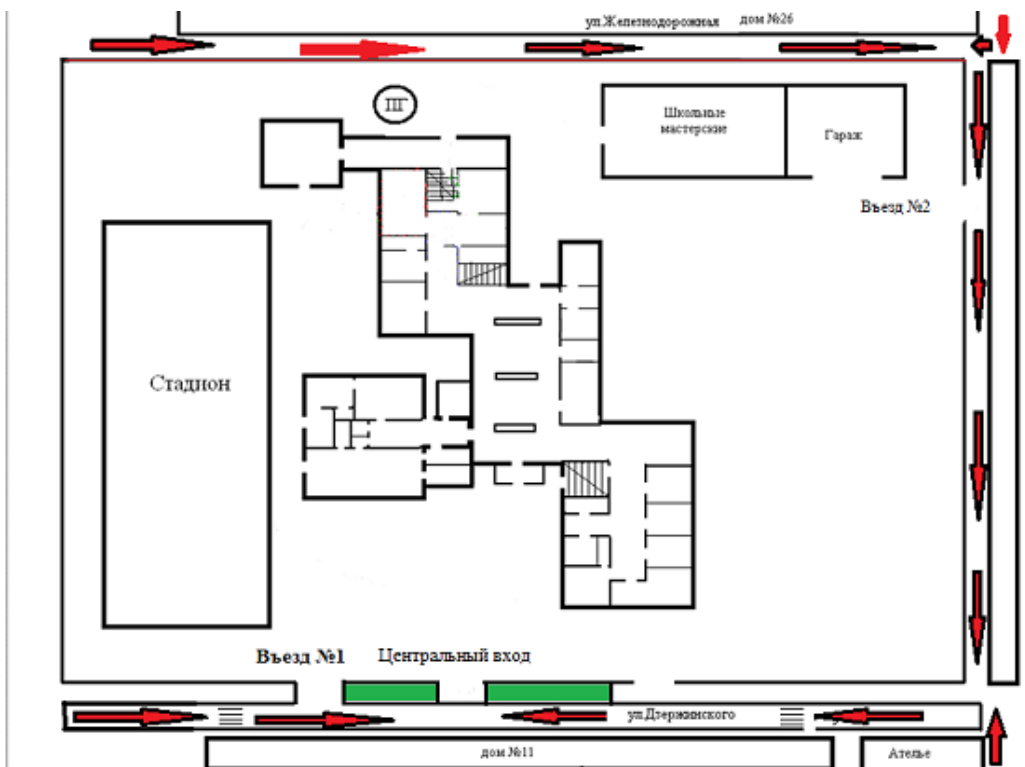 ул.Железнодорожная дом №26
ПГ
Школьные
мастерские
Гараж
Въезд №2
Стадион
Въезд №1 Центральный вход
ул.Дзержинского
дом №11
Ателье